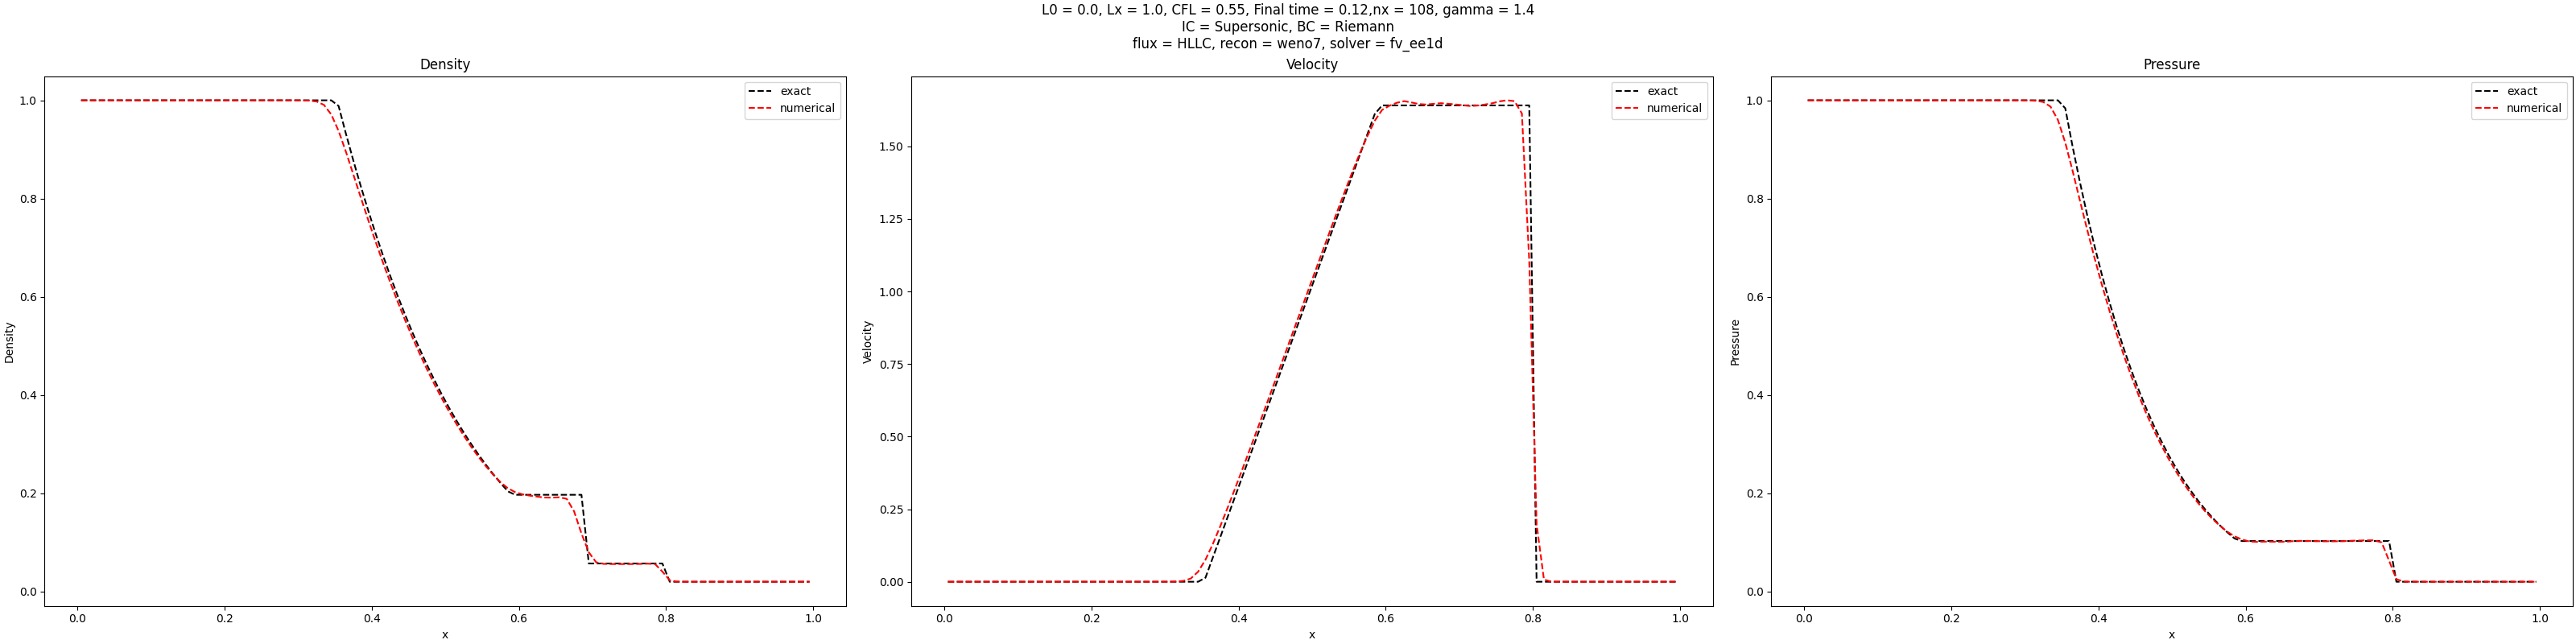 L0 = 0.0, Lx = 1.0, CFL = 0.55, Final time = 0.12,nx = 108, gamma = 1.4
IC = Supersonic, BC = Riemann
flux = HLLC, recon = weno7, solver = fv_ee1d
Density
exact
numerical
1.0
0.8
0.6
0.4
0.2
0.0
Density
0.0 0.2 0.4 0.6 0.8 1.0
x
Velocity
exact
numerical
1.50
1.25
1.00
0.75
0.50
0.25
0.00
Velocity
0.0 0.2 0.4 0.6 0.8 1.0
x
Pressure
exact
numerical
1.0
0.8
0.6
0.4
0.2
0.0
Pressure
0.0 0.2 0.4 0.6 0.8 1.0
x